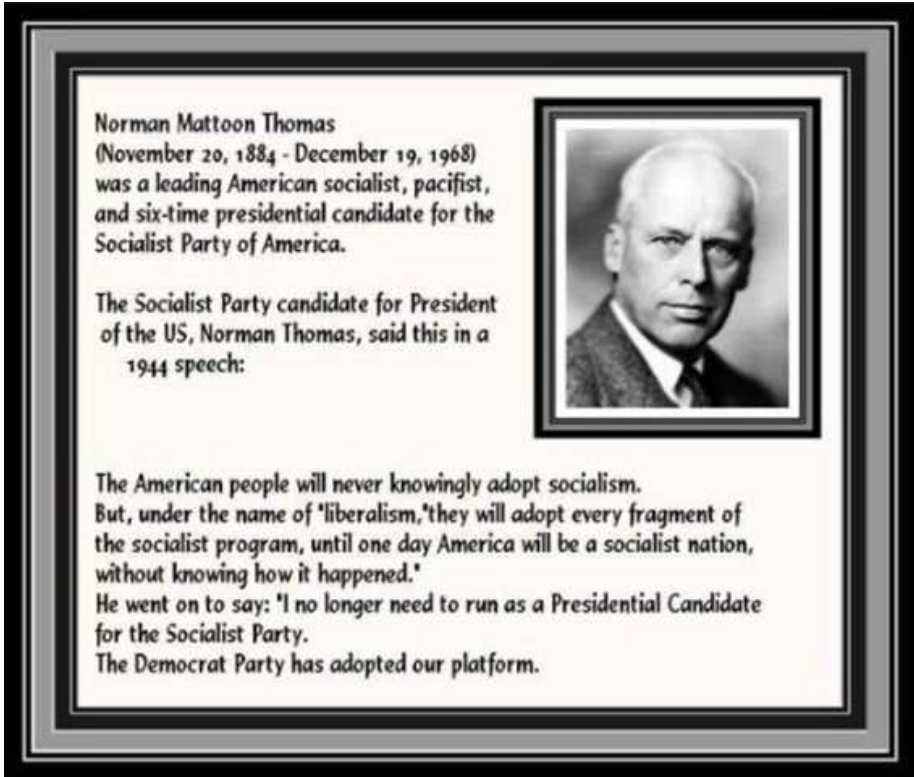 Norman Mattoon Thomas
(November 20, 1884 - December 19, 1968)
was a leading American socialist, pacifist,
and six-time presidential candidate for the
Socialist Party of America.
The Socialist Party candidate for President
of the US, Norman Thomas, said this in a
1944 speech:
The American people will never knowingly adopt socialism.
But, under the name of "liberalism,"they will adopt every fragment of
the socialist program, until one day America will be a socialist nation,
without knowing how it happened."
He went on to say: "I no longer need to run as a Presidential Candidate
for the Socialist Party.
The Democrat Party has adopted our platform.